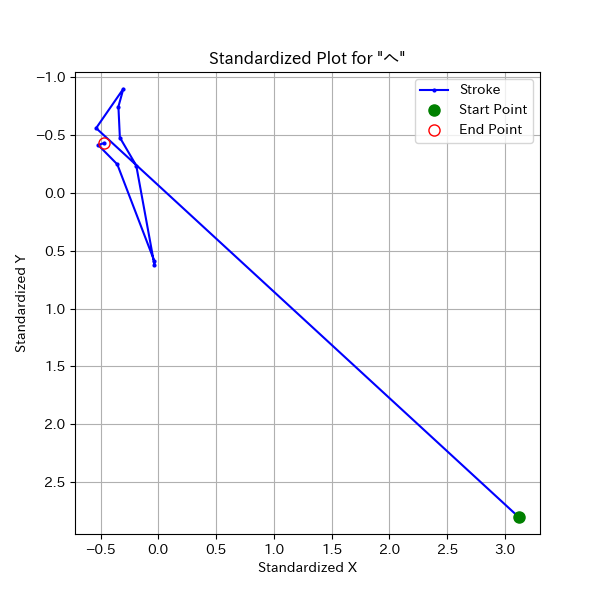 Standardized Plot for "へ"
Stroke
Start Point
End Point
−1.0
−0.5
0.0
0.5
1.0
1.5
2.0
2.5
Standardized Y
−0.5 0.0 0.5 1.0 1.5 2.0 2.5 3.0
Standardized X